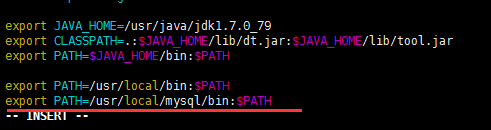 export JAVA_HOME=/usr/java/jdk1.7.0_79
export CLASSPATH=.:$JAVA_HOME/lib/dt.jar:$JAVA_HOME/lib/tool.jar
export PATH=$JAVA_HOME/bin:$PATH
export PATH=/usr/local/bin:$PATH
export PATH=/usr/local/mysql/bin:$PATH
-- INSERT --